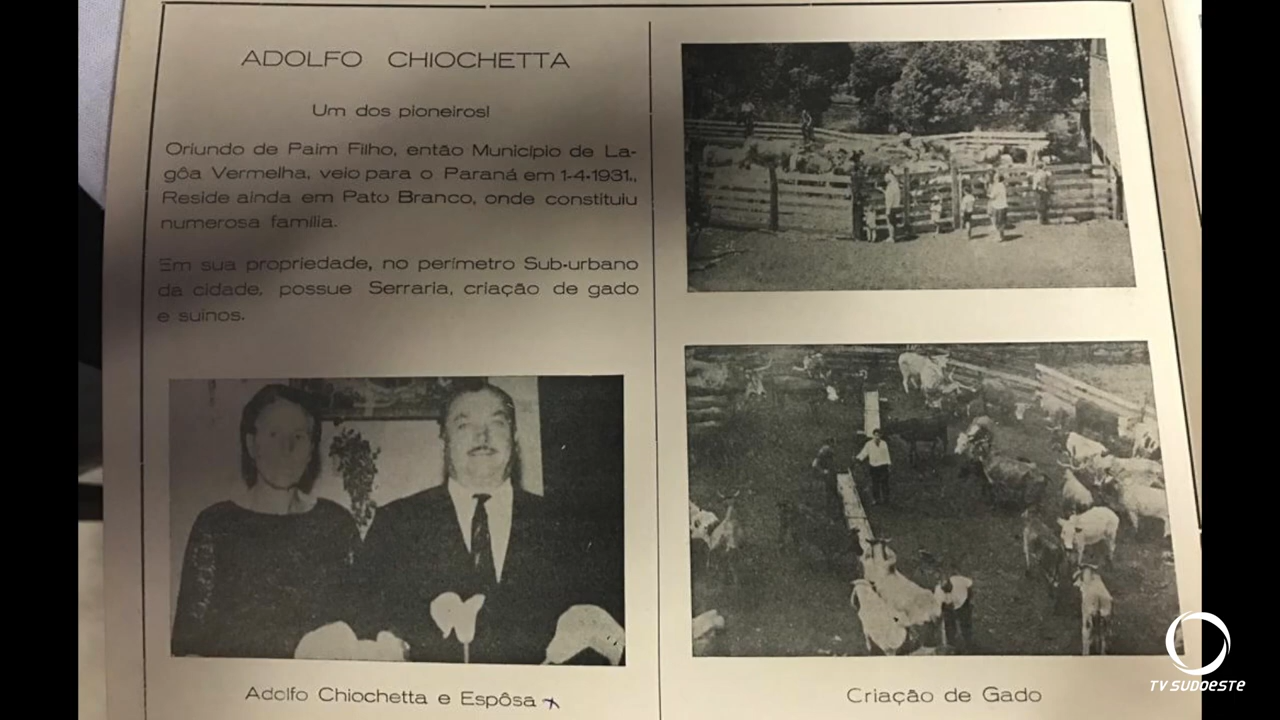 ADOLFO CHIOCHETTA
Um dos pioneiros!
Oriundo de Paim Filho, então Município de La-
gôa Vermelha, veio para o Paraná em 1-4-1931.,
Reside ainda em Pato Branco, onde constituiu
numerosa família.
Em sua propriedade, no perímetro Sub-urbano
da cidade, possue Serraria, criação de gado
e suinos.
Adolfo Chiochetta e Espôsa
Criação de Gado
TV SUDOESTE